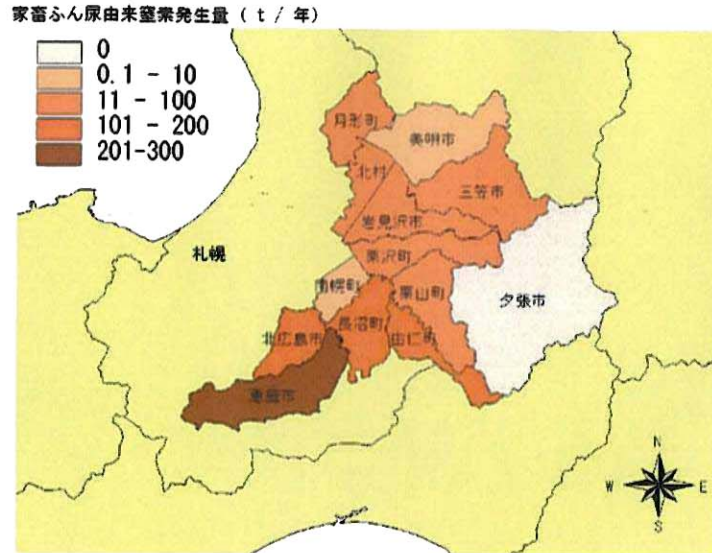 家畜ふん尿由来窒素発生量 ( t / 年)
0
0.1 - 10
11 - 100
101 - 200
201-300
月形町
美唄市
北村
三笠市
岩見沢市
札幌
栗沢町
南幌町
栗山町
夕張市
北広島市
長沼町
由仁町
恵庭市
N
W
E
S